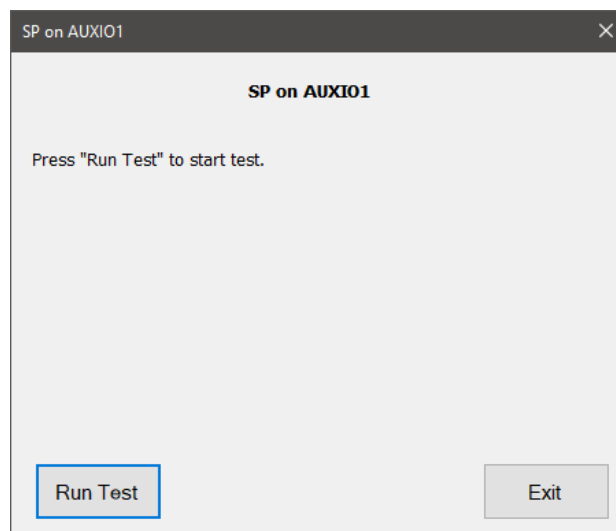 SP on AUXIO1
SP on AUXIO1
Press "Run Test" to start test.
Run Test
Exit